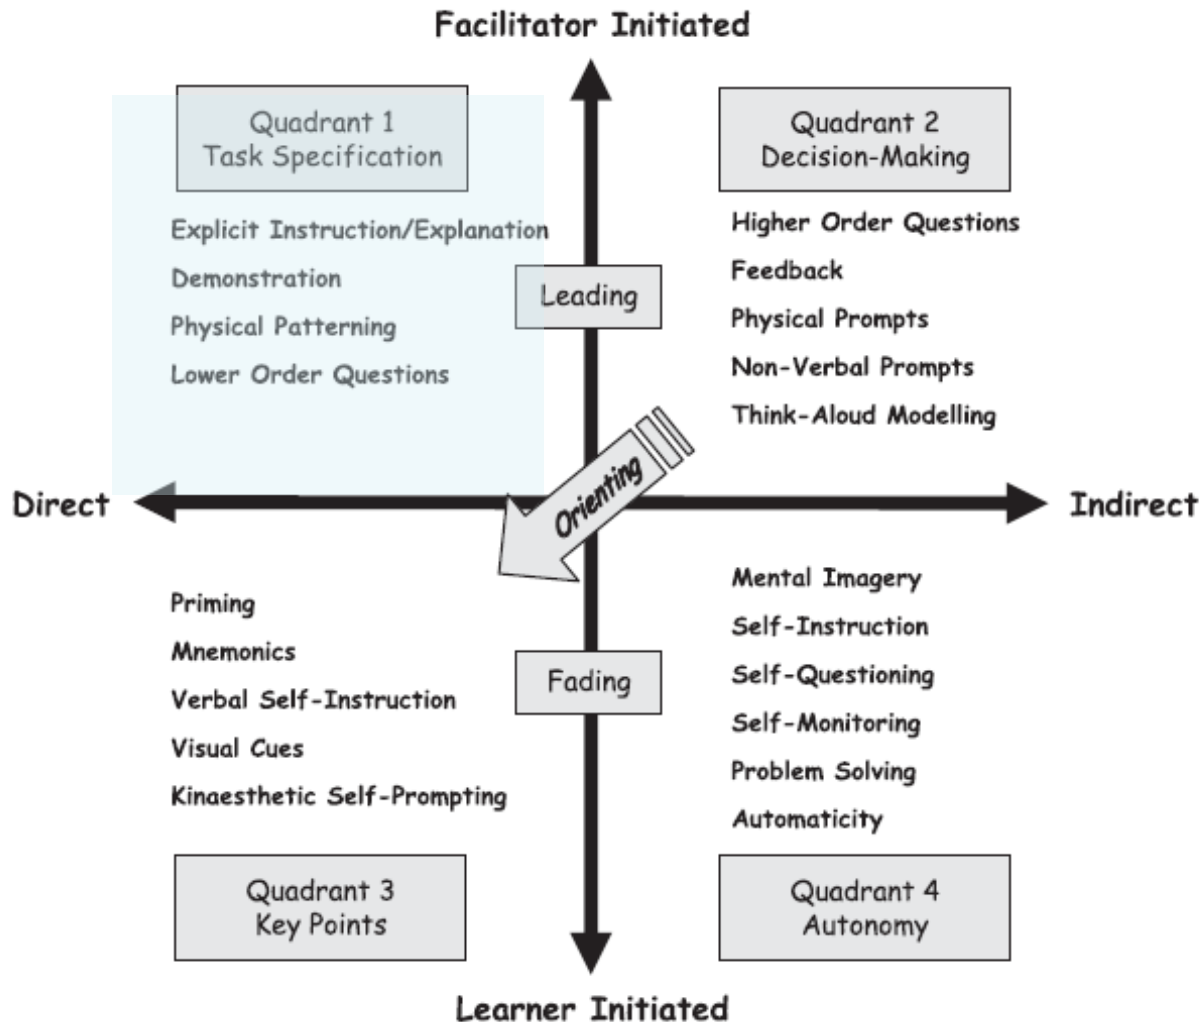 Facilitator Initiated
Quadrant 1
Task Specification
Explicit Instruction/Explanation
Demonstration
Physical Patterning
Lower Order Questions
Leading
Quadrant 2
Decision-Making
Higher Order Questions
Feedback
Physical Prompts
Non-Verbal Prompts
Think-Aloud Modelling
Direct
Orienting
Indirect
Priming
Mnemonics
Verbal Self-Instruction
Visual Cues
Kinaesthetic Self-Prompting
Quadrant 3
Key Points
Fading
Mental Imagery
Self-Instruction
Self-Questioning
Self-Monitoring
Problem Solving
Automaticity
Quadrant 4
Autonomy
Learner Initiated